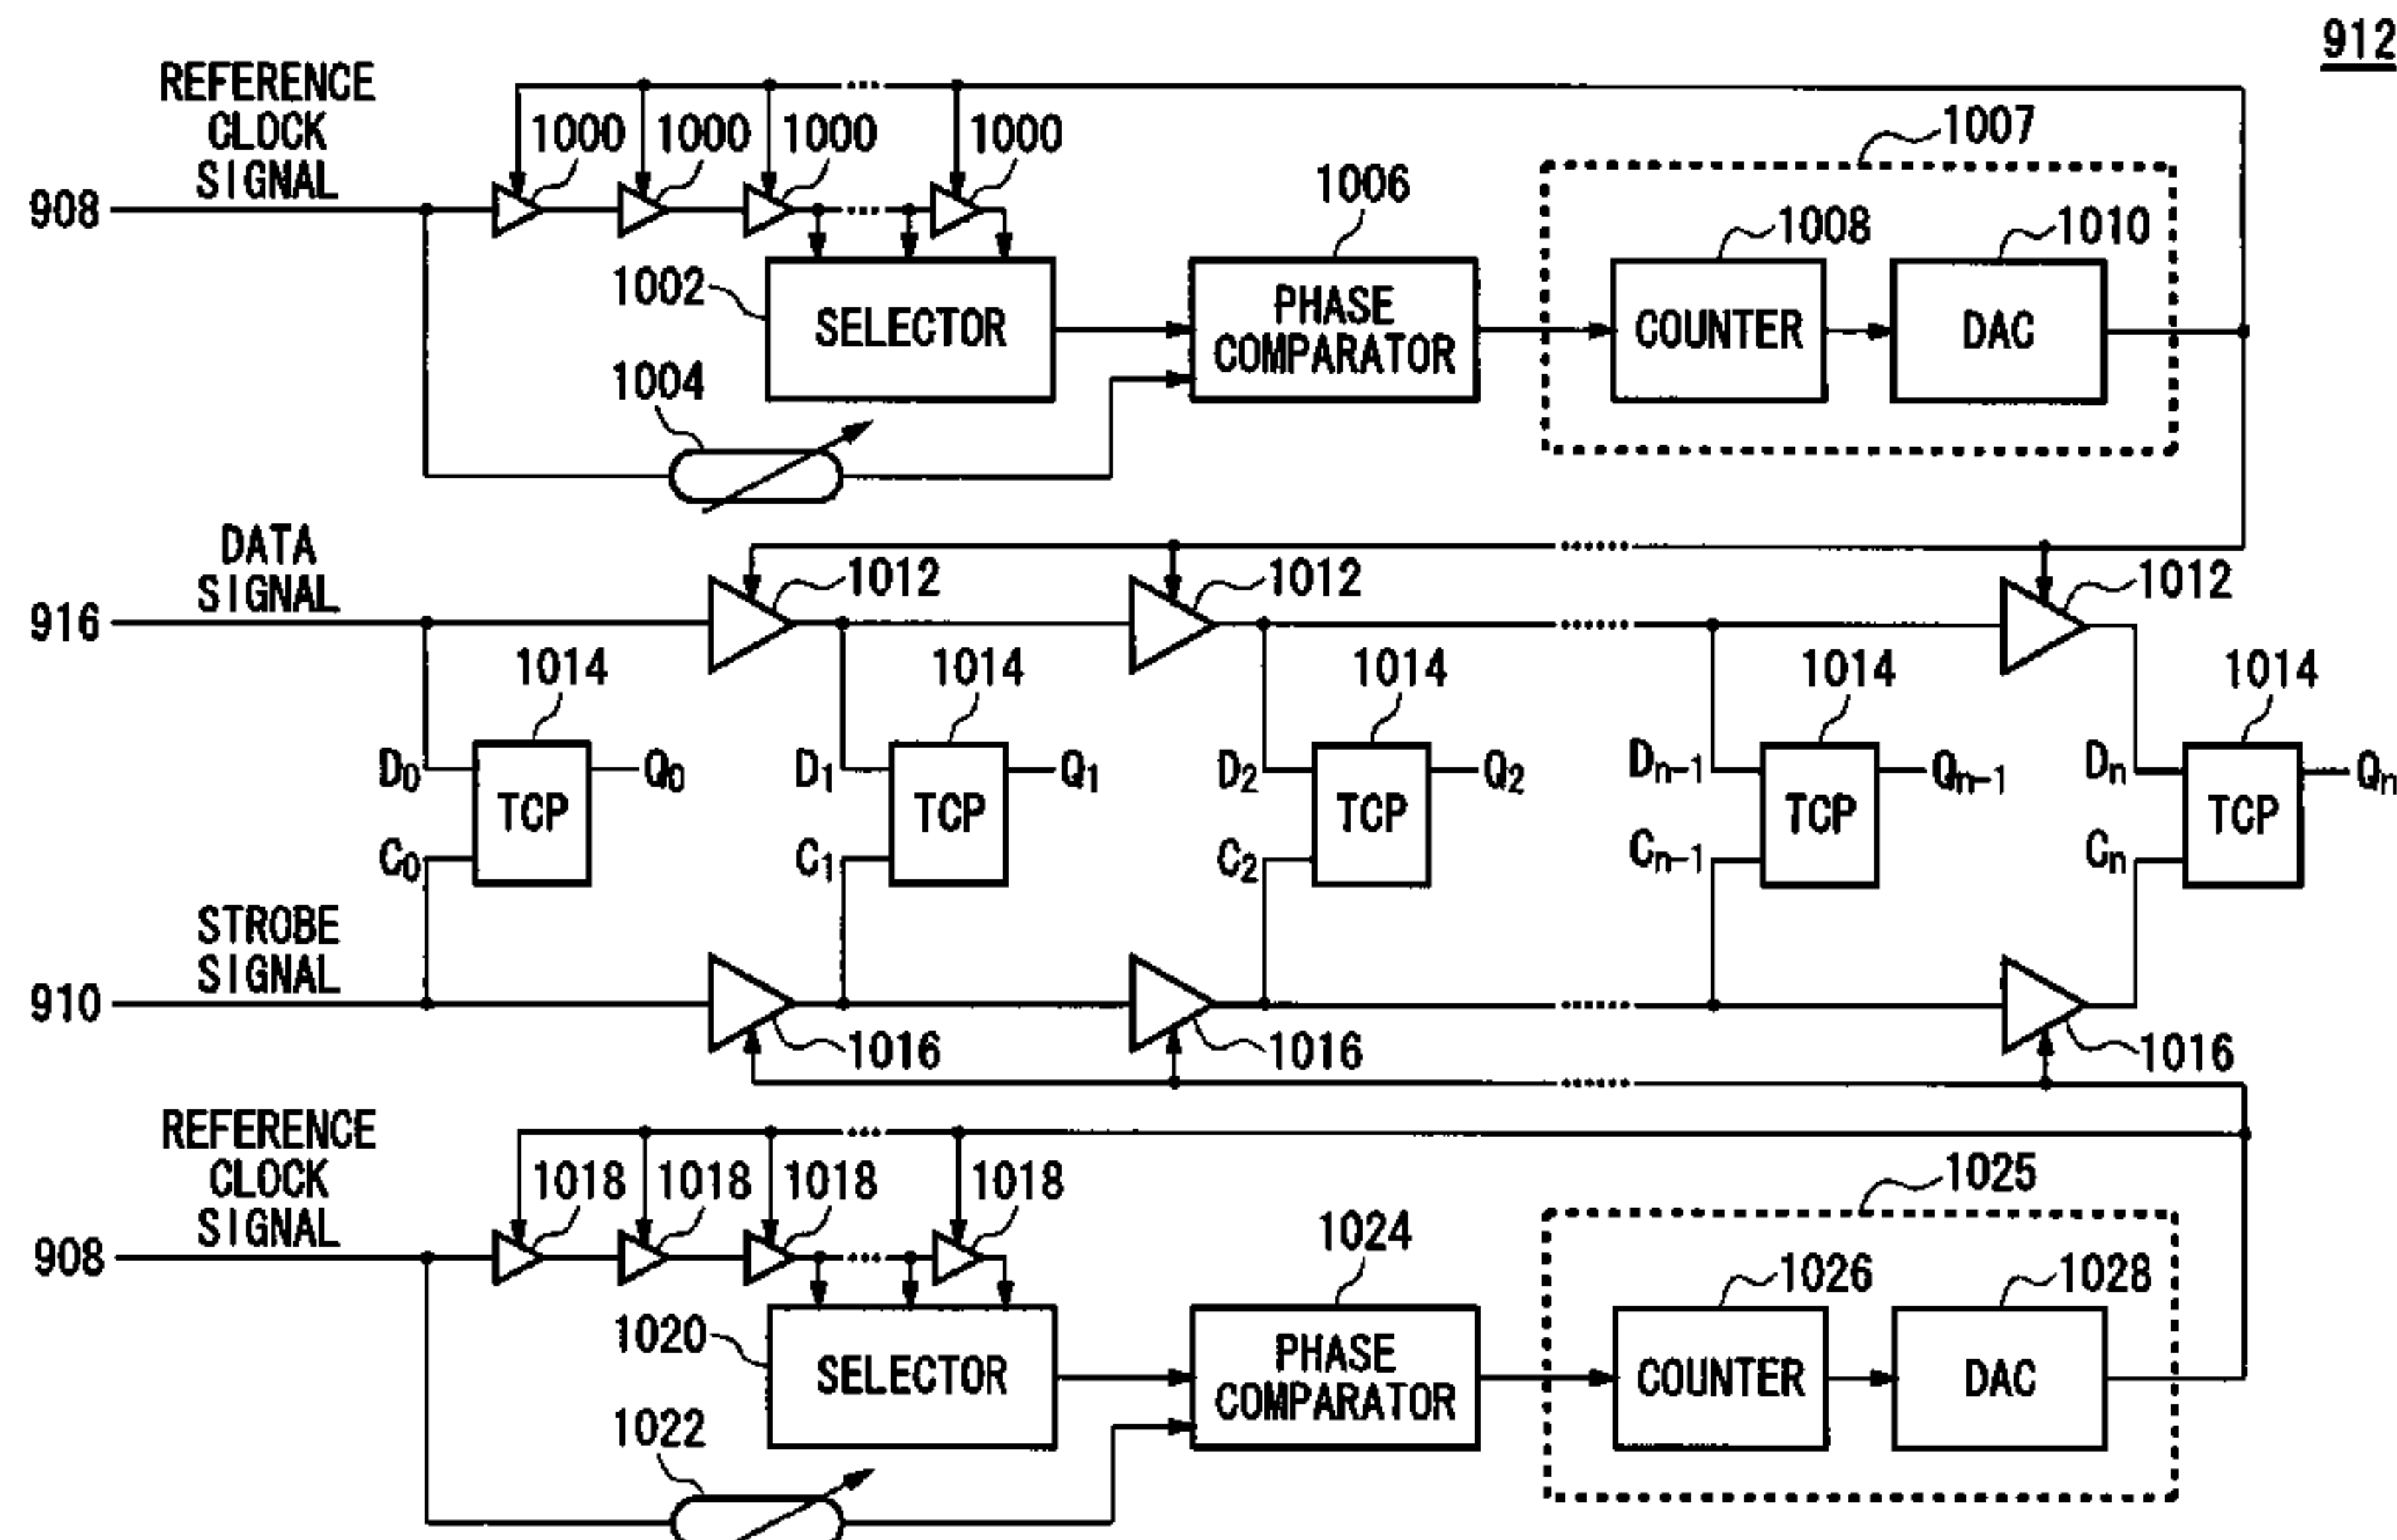 912
REFERENCE
CLOCK
SIGNAL
1000 1000 1000 1000
1007
908
1006
1008 1010
1002
SELECTOR
PHASE
COMPARATOR
COUNTER
DAC
1004
DATA
SIGNAL
1012 1012 1012
916
1014 1014 1014 1014 1014
D0 Q0 D1 Q1 D2 Q2 Dn-1 Qn-1 Dn Qn
TCP TCP TCP TCP TCP
C0 C1 C2 Cn-1 Cn
STROBE
SIGNAL
910
1016 1016 1016
REFERENCE
CLOCK
SIGNAL
1018 1018 1018 1018
1025
908
1024
1026 1028
1020
SELECTOR
PHASE
COMPARATOR
COUNTER
DAC
1022